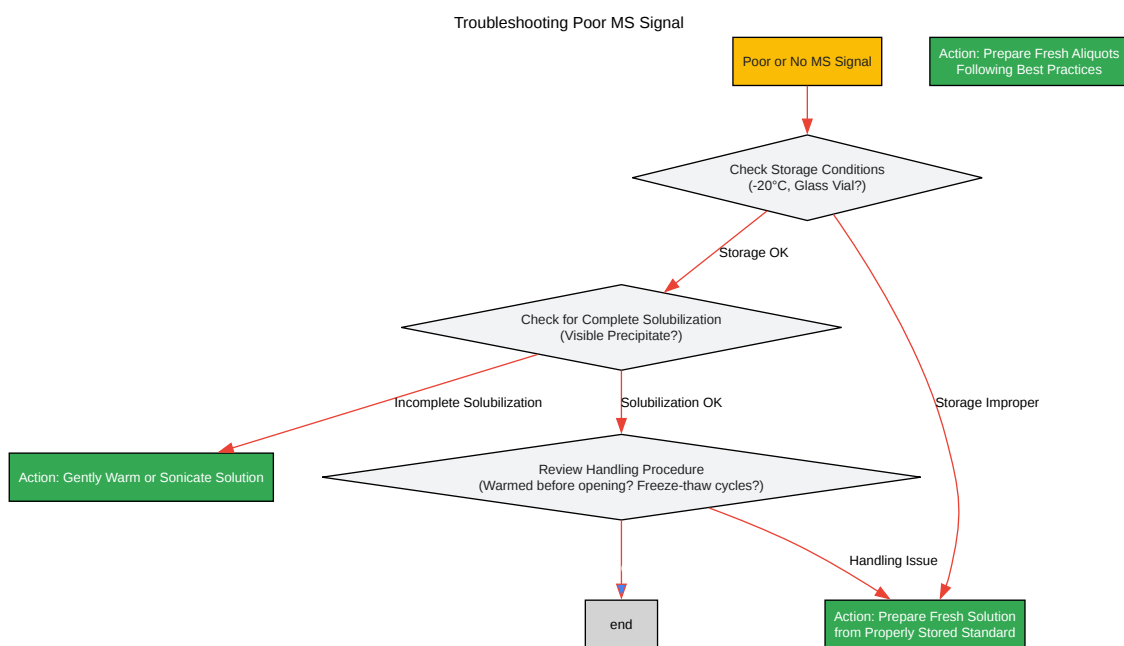 Troubleshooting Poor MS Signal
Poor or No MS Signal
Action: Prepare Fresh Aliquots
Following Best Practices
Check Storage Conditions
(-20°C, Glass Vial?)
Storage OK
Check for Complete Solubilization
(Visible Precipitate?)
Incomplete Solubilization
Solubilization OK
Storage Improper
Action: Gently Warm or Sonicate Solution
Review Handling Procedure
(Warmed before opening? Freeze-thaw cycles?)
Handling Issue
end
Action: Prepare Fresh Solution
from Properly Stored Standard